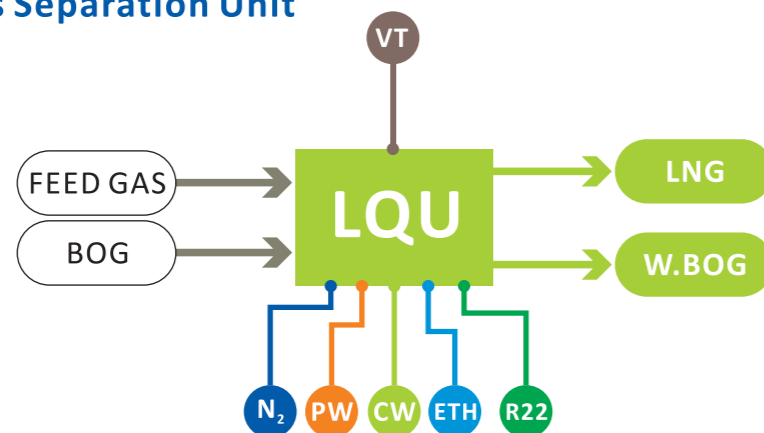 s Separation Unit
VT
FEED GAS
LNG
LQU
BOG
W.BOG
N₂ PW CW ETH R22